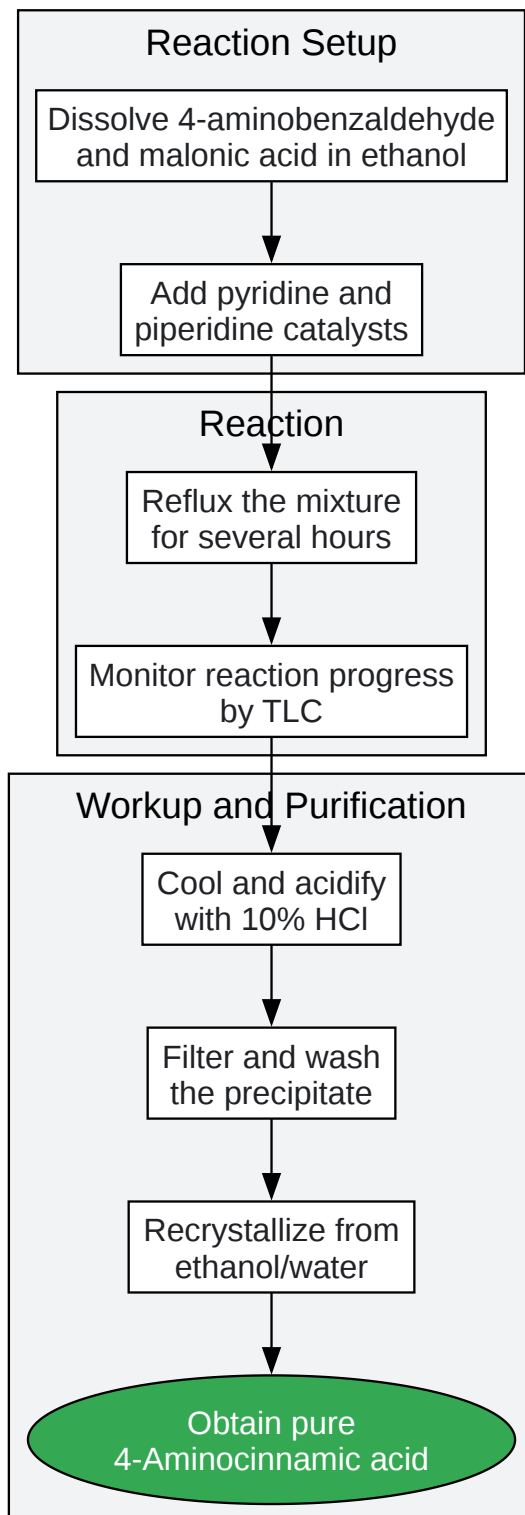 Reaction Setup
Dissolve 4-aminobenzaldehyde
and malonic acid in ethanol
Add pyridine and
piperidine catalysts
Reaction
Reflux the mixture
for several hours
Monitor reaction progress
by TLC
Workup and Purification
Cool and acidify
with 10% HCl
Filter and wash
the precipitate
Recrystallize from
ethanol/water
Obtain pure
4-Aminocinnamic acid